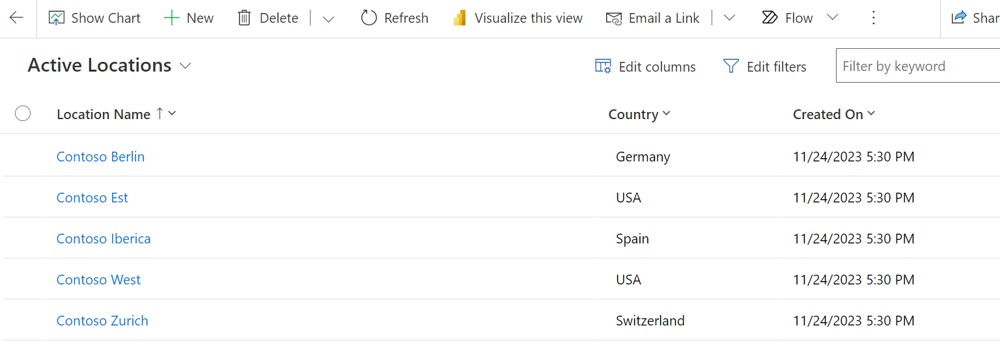 Show Chart New Delete Refresh Visualize this view Email a Link Flow
Active Locations Edit columns Edit filters Filter by keyword
Location Name Country Created On
Contoso Berlin Germany 11/24/2023 5:30 PM
Contoso Est USA 11/24/2023 5:30 PM
Contoso Iberica Spain 11/24/2023 5:30 PM
Contoso West USA 11/24/2023 5:30 PM
Contoso Zurich Switzerland 11/24/2023 5:30 PM